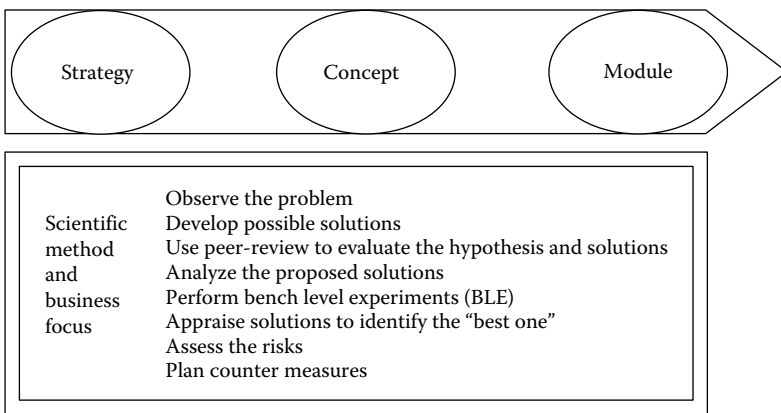 Strategy
Concept
Module
Scientific
method
and
business
focus
Observe the problem
Develop possible solutions
Use peer-review to evaluate the hypothesis and solutions
Analyze the proposed solutions
Perform bench level experiments (BLE)
Appraise solutions to identify the “best one”
Assess the risks
Plan counter measures